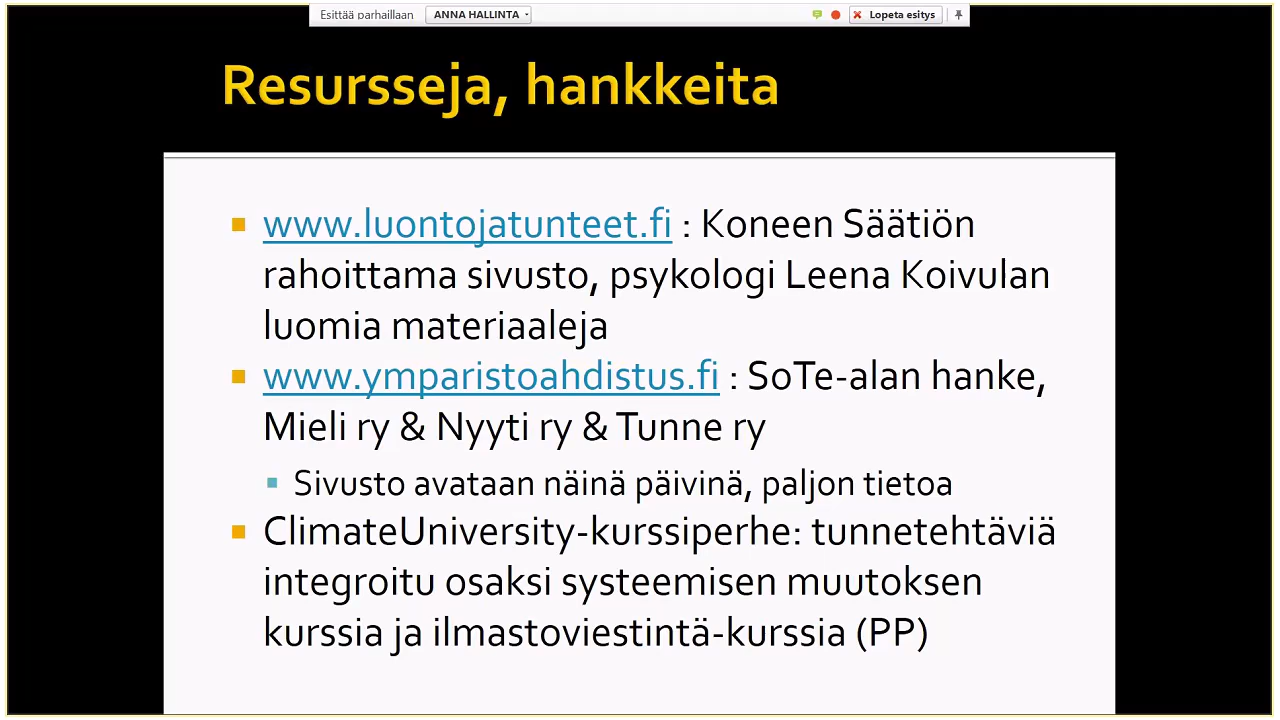 Esittää parhaillaan ANNA HALLINTA Lopeta esitys
Resursseja, hankkeita
www.luontojatunteet.fi : Koneen Säätiön
rahoittama sivusto, psykologi Leena Koivulan
luomia materiaaleja
www.ymparistoahdistus.fi : SoTe-alan hanke,
Mieli ry & Nyyti ry & Tunne ry
Sivusto avataan näinä päivinä, paljon tietoa
ClimateUniversity-kurssiperhe: tunnetehtäviä
integroitu osaksi systeemisen muutoksen
kurssia ja ilmastoviestintä-kurssia (PP)